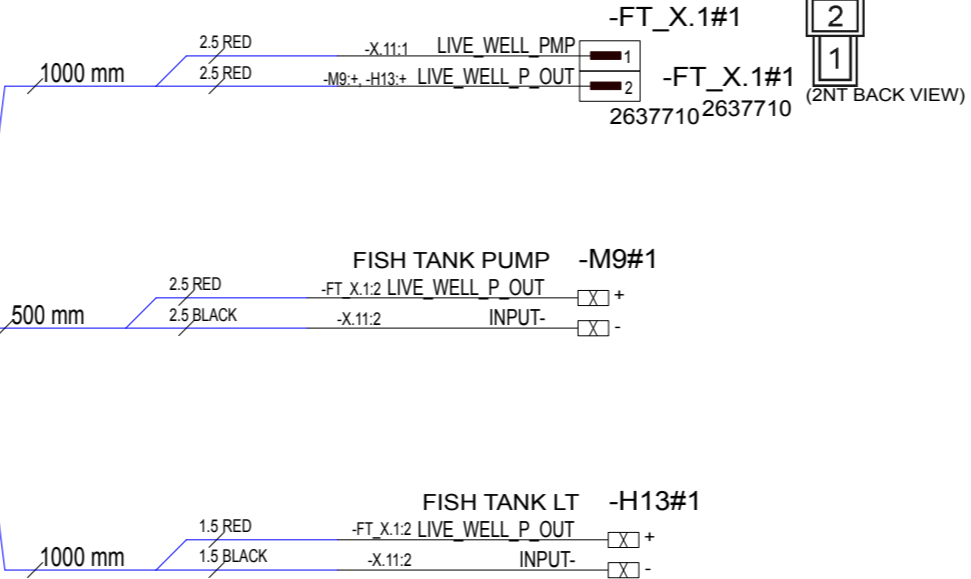 -FT_X.1#1
2
2.5 RED -X.11:1 LIVE_WELL_PMP 1
1
1000 mm 2.5 RED -M9:+, -H13:+ LIVE_WELL_P_OUT 2 -FT_X.1#1
(2NT BACK VIEW)
2637710 2637710
FISH TANK PUMP -M9#1
2.5 RED -FT_X.1:2 LIVE_WELL_P_OUT X +
500 mm 2.5 BLACK -X.11:2 INPUT- X -
FISH TANK LT -H13#1
1.5 RED -FT_X.1:2 LIVE_WELL_P_OUT X +
1000 mm 1.5 BLACK -X.11:2 INPUT- X -